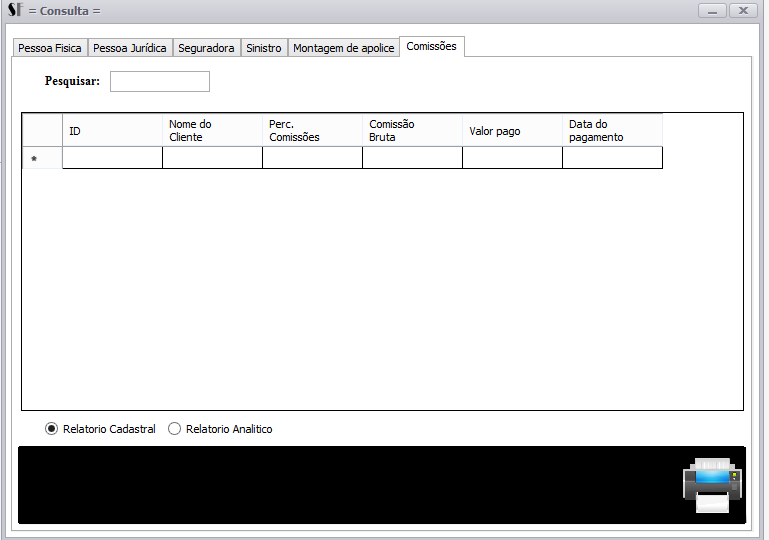 SF = Consulta =
Pessoa Fisica Pessoa Jurídica Seguradora Sinistro Montagem de apolice Comissões
Pesquisar:
ID Nome do Cliente Perc. Comissões Comissão Bruta Valor pago Data do pagamento
*
Relatorio Cadastral Relatorio Analitico